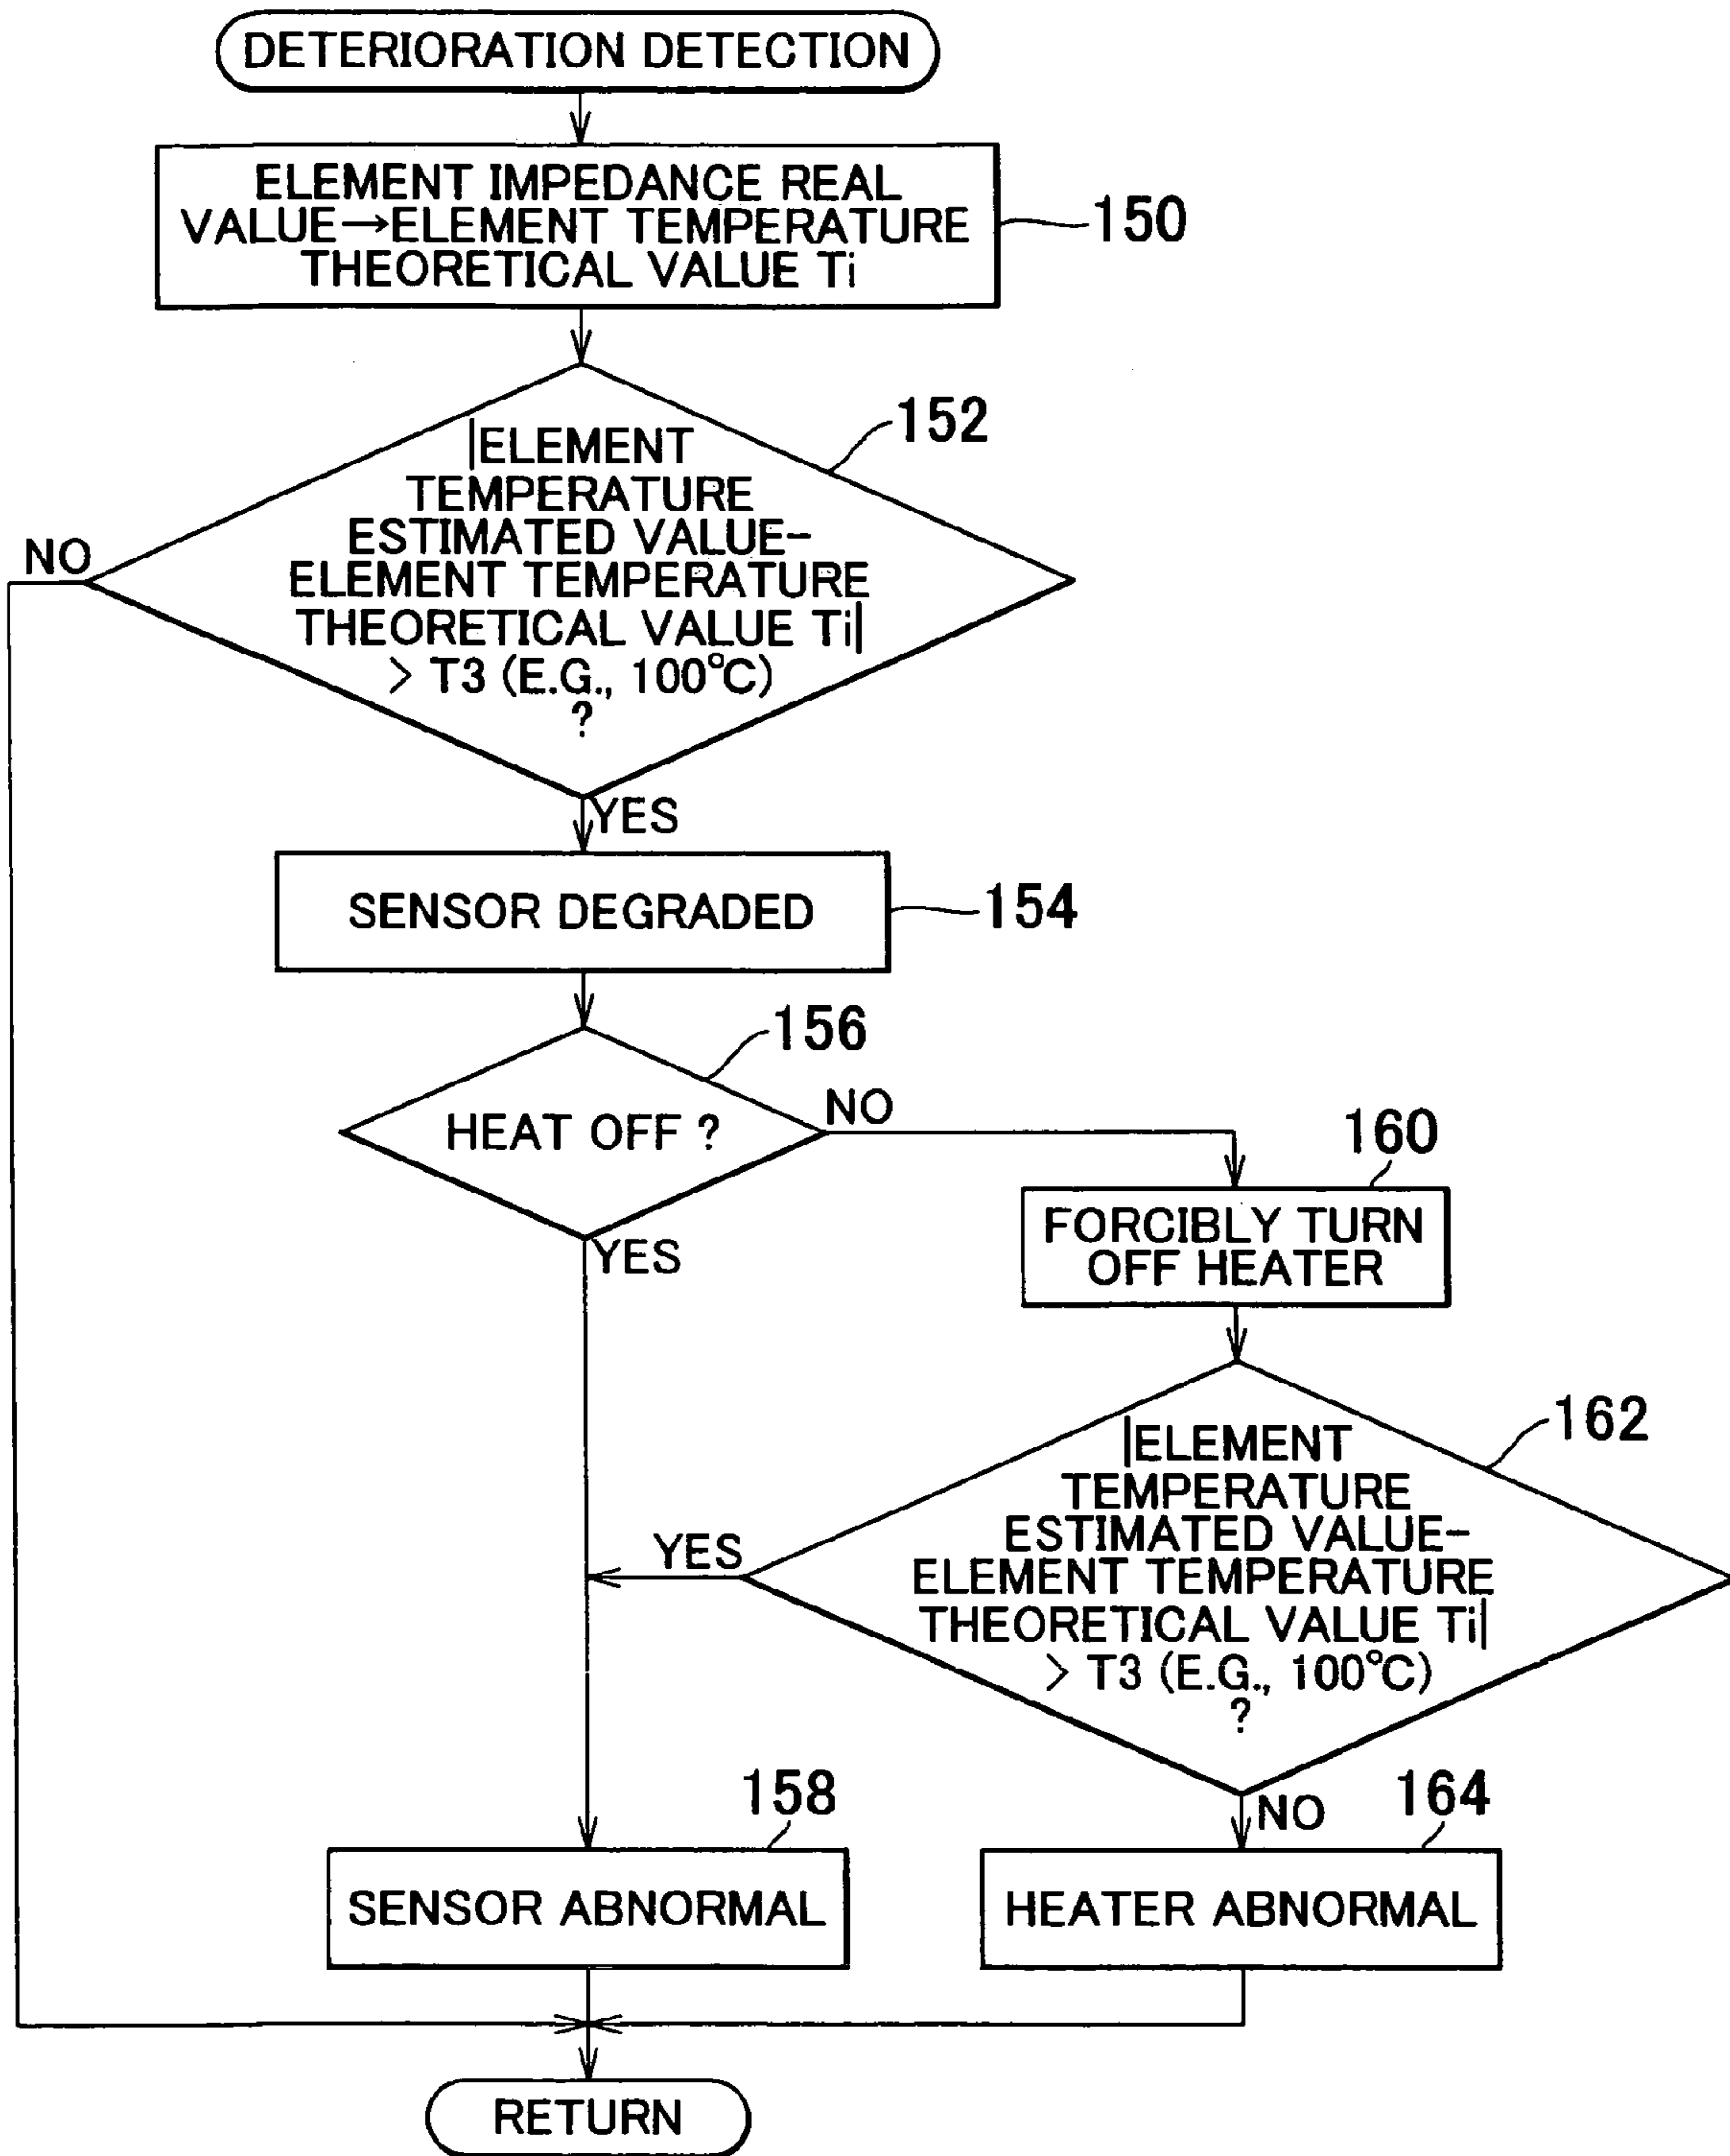 DETERIORATION DETECTION
ELEMENT IMPEDANCE REAL
VALUE→ELEMENT TEMPERATURE
THEORETICAL VALUE Ti
150
152
|ELEMENT
TEMPERATURE
ESTIMATED VALUE-
ELEMENT TEMPERATURE
THEORETICAL VALUE Ti|
> T3 (E.G., 100°C)
?
NO
YES
SENSOR DEGRADED
154
156
HEAT OFF ?
NO
YES
160
FORCIBLY TURN
OFF HEATER
162
|ELEMENT
TEMPERATURE
ESTIMATED VALUE-
ELEMENT TEMPERATURE
THEORETICAL VALUE Ti|
> T3 (E.G., 100°C)
?
YES
NO
158
SENSOR ABNORMAL
164
HEATER ABNORMAL
RETURN